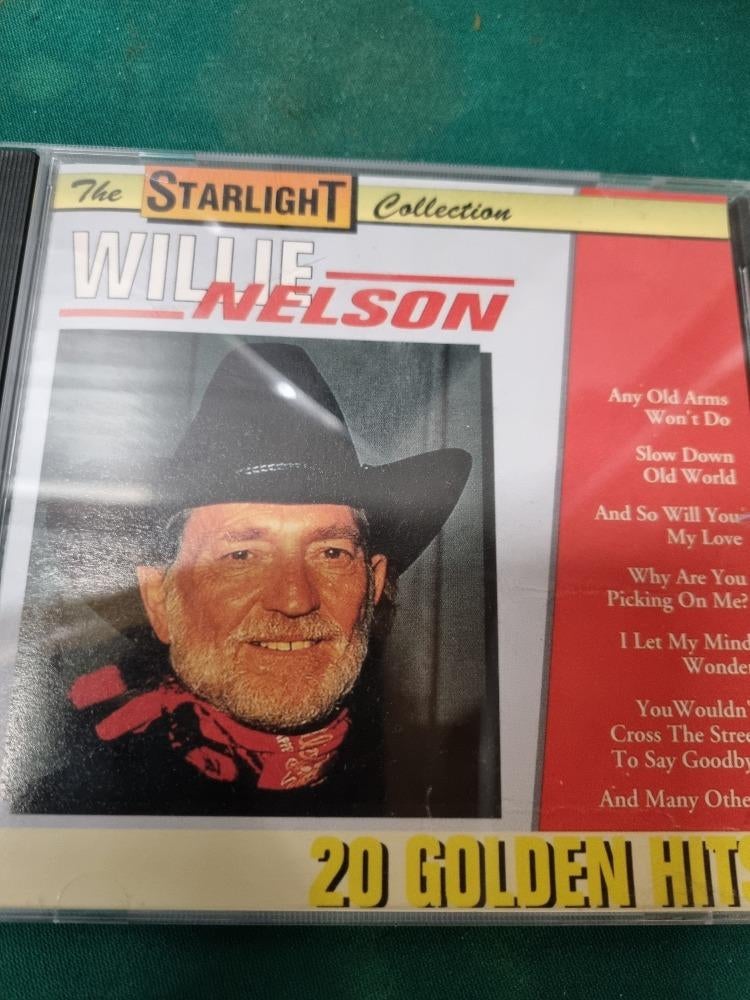 The STARLIGHT Collection
WILLIE
NELSON
Any Old Arms
Won't Do
Slow Down
Old World
And So Will You
My Love
Why Are You
Picking On Me?
I Let My Mind
Wonder
YouWouldn'
Cross The Stree
To Say Goodby
And Many Othe
20 GOLDEN HITS